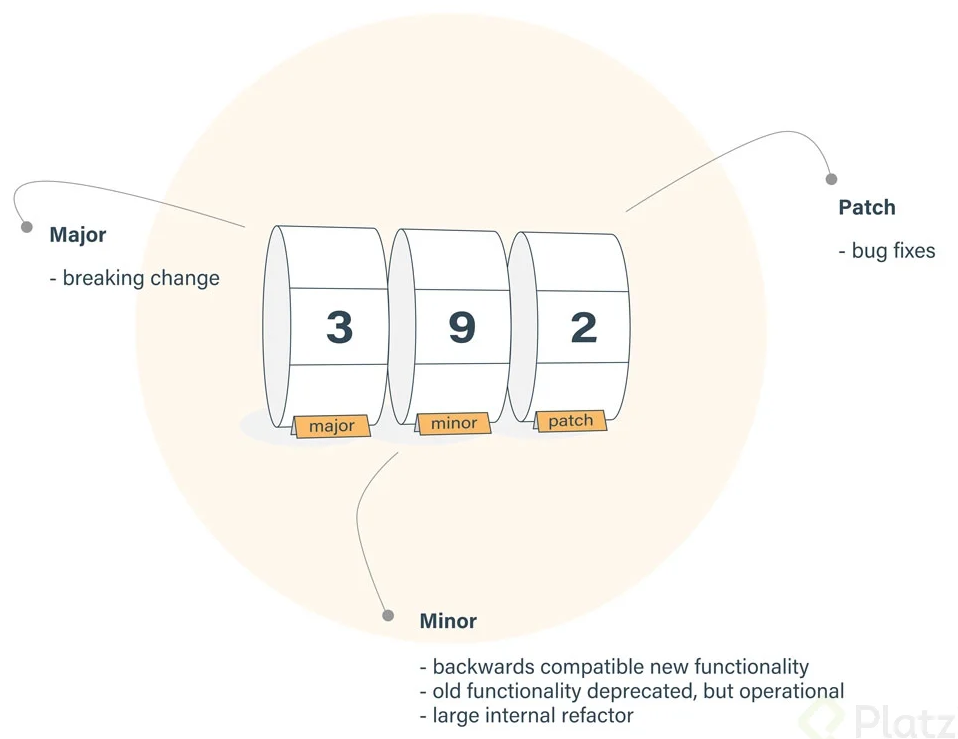 Major
- breaking change
Patch
- bug fixes
3 9 2
major minor patch
Minor
- backwards compatible new functionality
- old functionality deprecated, but operational
- large internal refactor
Platz